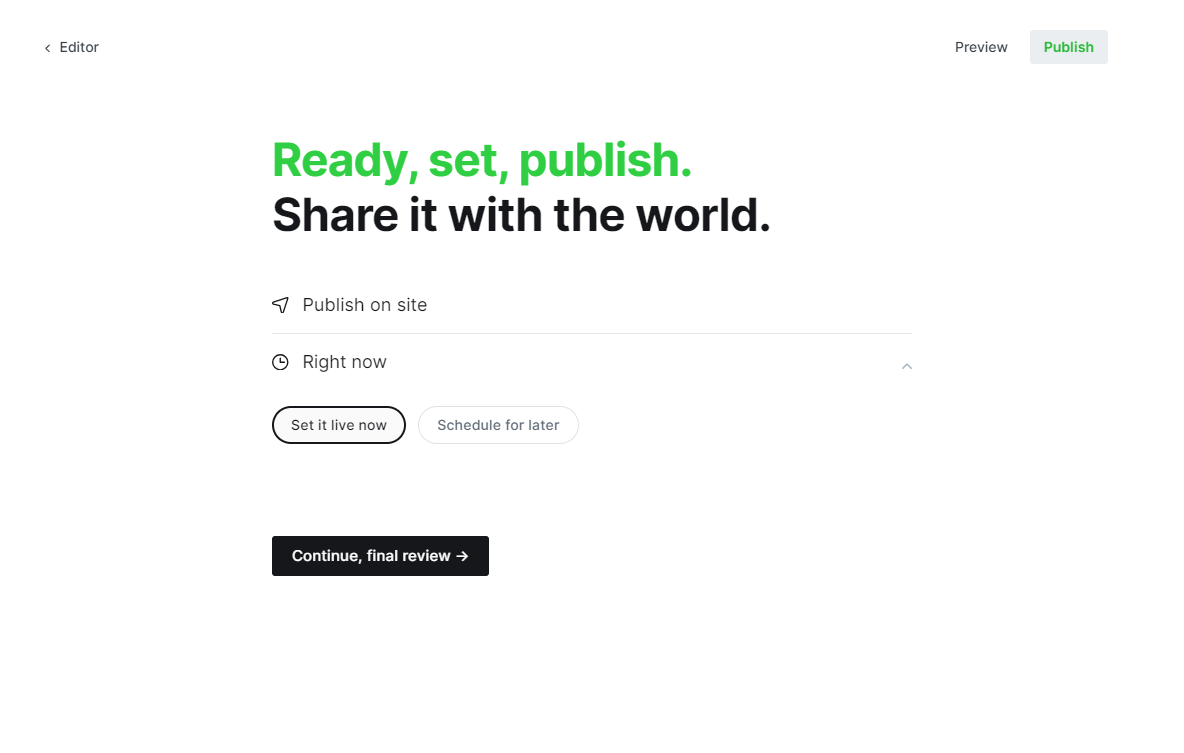 Editor
Preview
Publish
Ready, set, publish.
Share it with the world.
Publish on site
Right now
Set it live now
Schedule for later
Continue, final review →